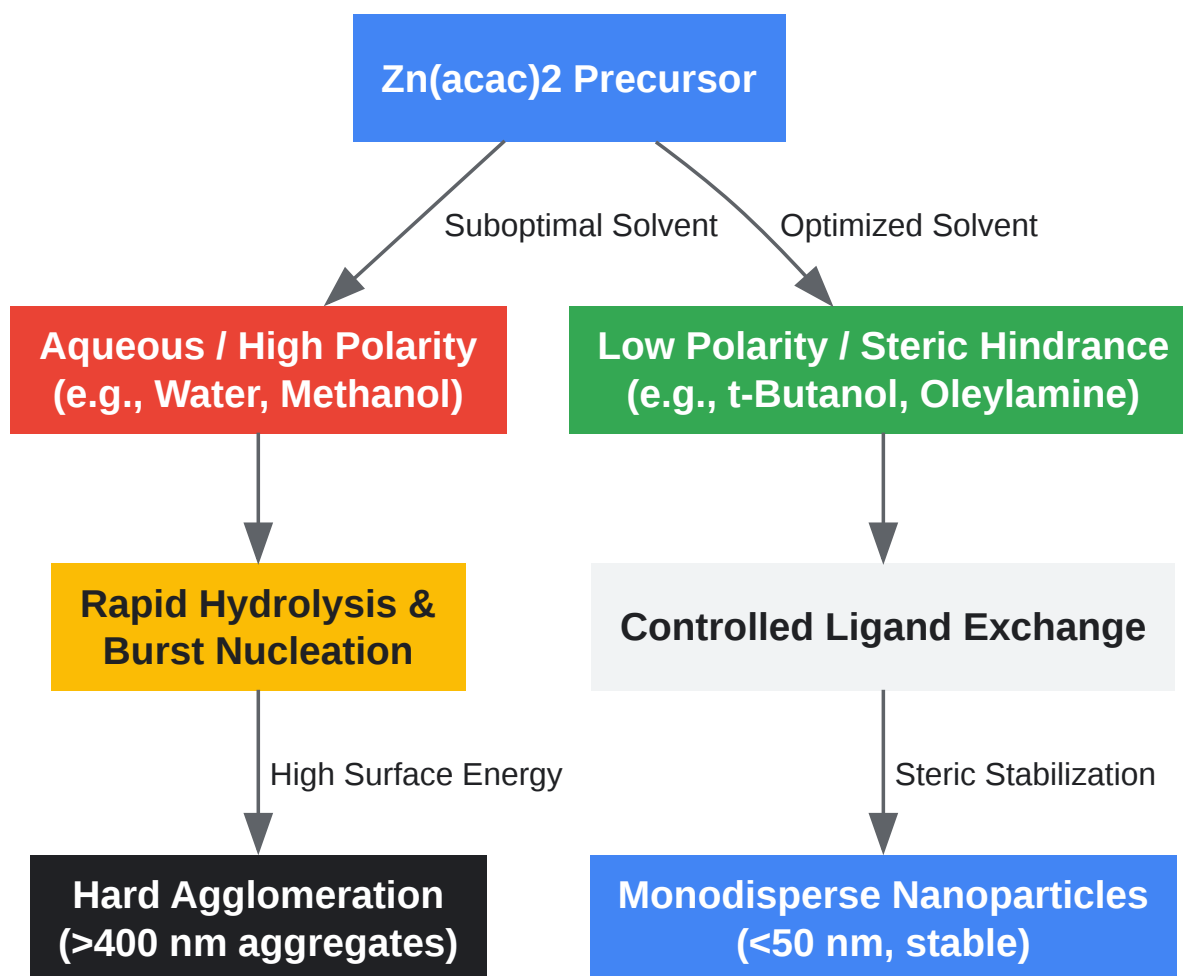 Zn(acac)2 Precursor
Suboptimal Solvent
Optimized Solvent
Aqueous / High Polarity
(e.g., Water, Methanol)
Low Polarity / Steric Hindrance
(e.g., t-Butanol, Oleylamine)
Rapid Hydrolysis &
Burst Nucleation
Controlled Ligand Exchange
High Surface Energy
Steric Stabilization
Hard Agglomeration
(>400 nm aggregates)
Monodisperse Nanoparticles
(<50 nm, stable)